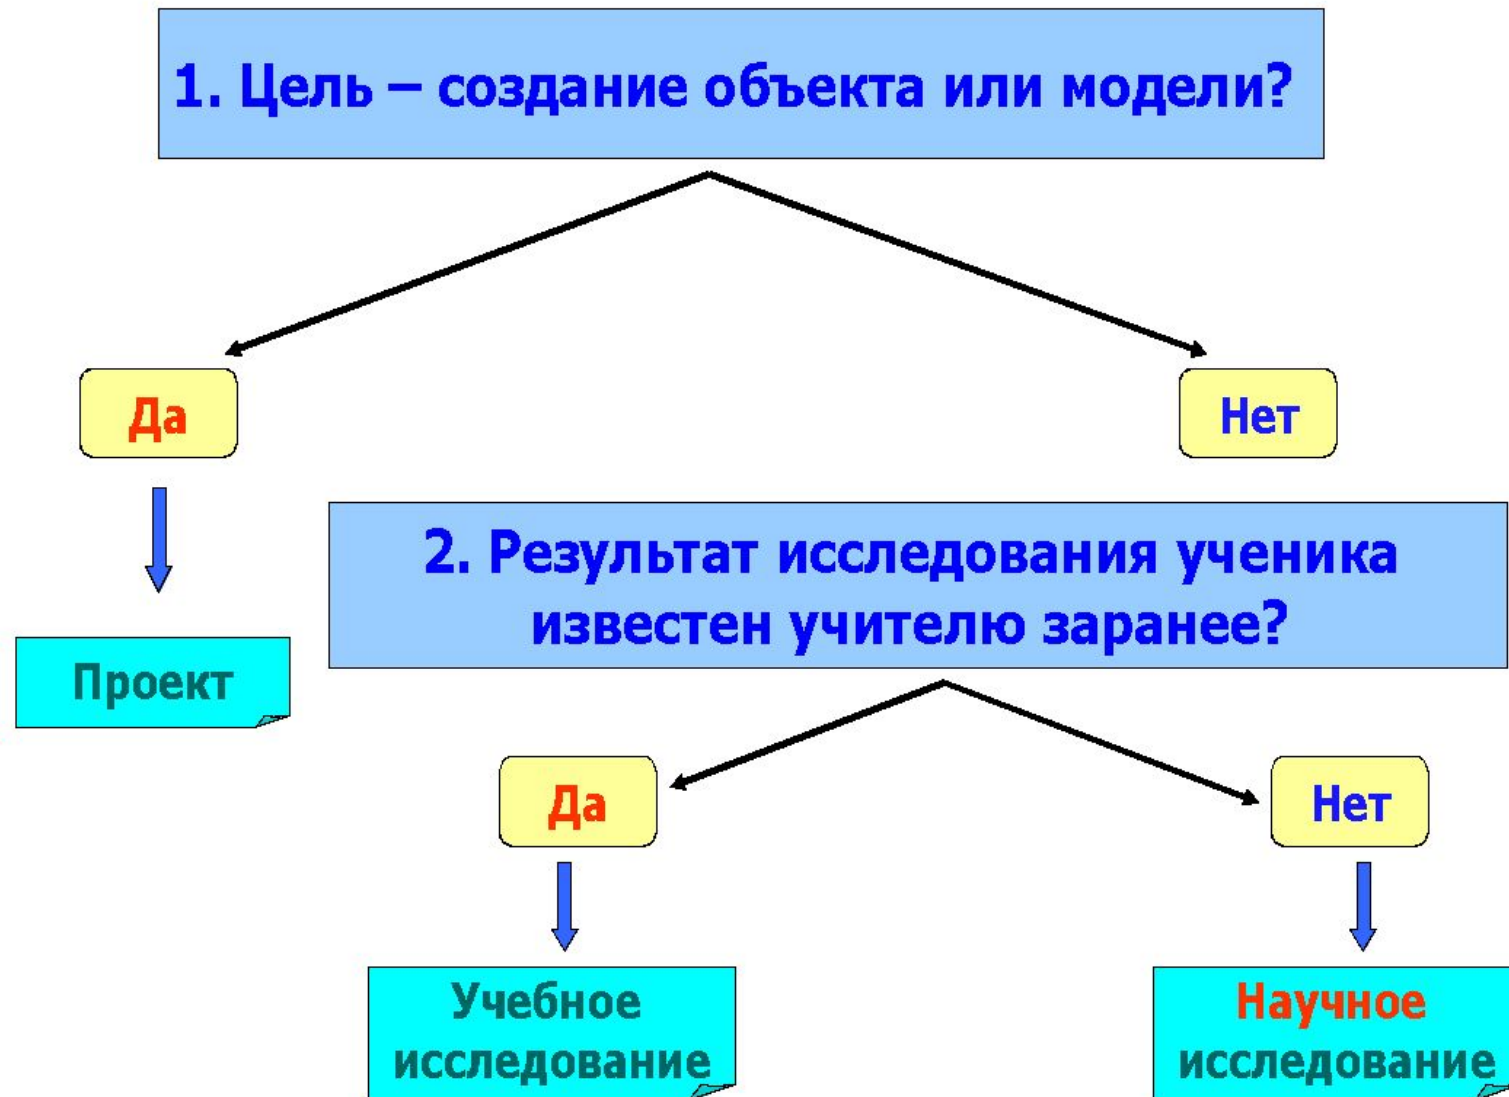 1. Цель – создание объекта или модели?
Да
Нет
2. Результат исследования ученика
известен учителю заранее?
Проект
Да
Нет
Учебное
исследование
Научное
исследование